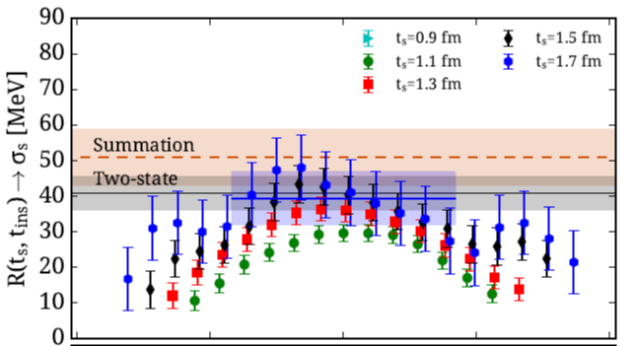 90
80
70
60
50
40
30
20
10
0
R(tₛ, tᵢₙₛ) → σₛ [MeV]
tₛ=0.9 fm
tₛ=1.1 fm
tₛ=1.3 fm
tₛ=1.5 fm
tₛ=1.7 fm
Summation
Two-state